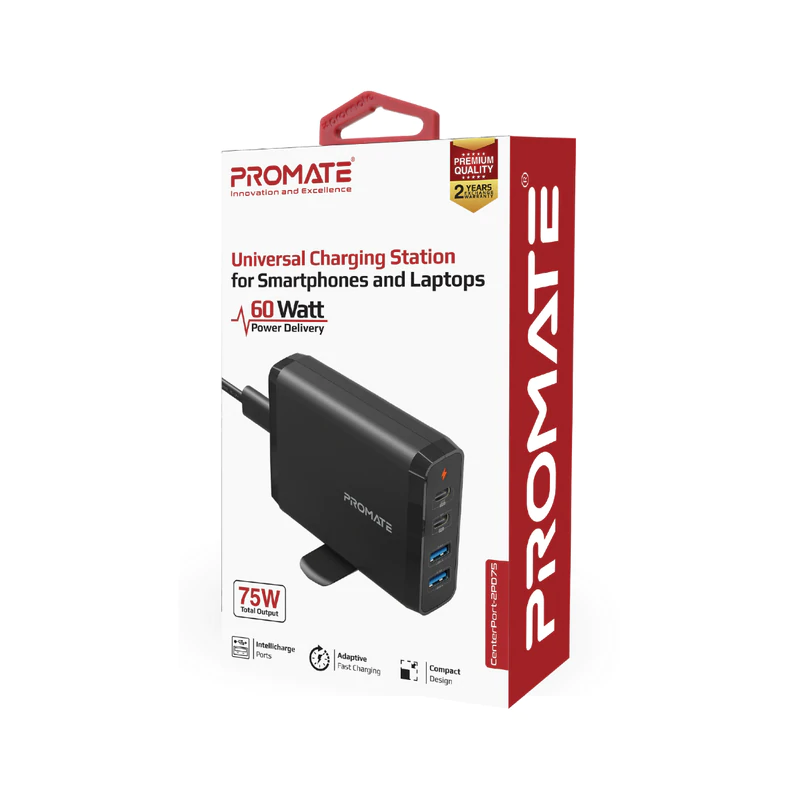 PROMATE®
Innovation and Excellence
PREMIUM
QUALITY
2 YEARS
EXCHANGE
WARRANTY
Universal Charging Station
for Smartphones and Laptops
60 Watt
Power Delivery
PROMATE
75W
Total Output
Intellicharge
Ports
Adaptive
Fast Charging
Compact
Design
PROMATE®
CenterPort-2PD75